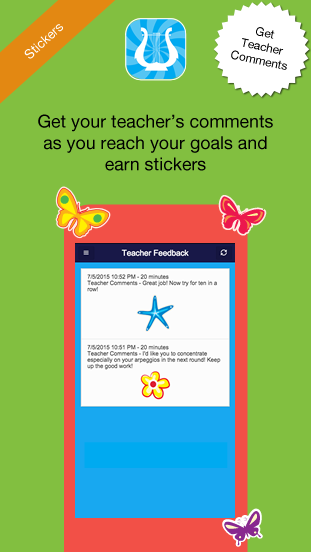 Stickers
Get
Teacher
Comments
Get your teacher's comments
as you reach your goals and
earn stickers
Teacher Feedback
7/5/2015 10:52 PM - 20 minutes
Teacher Comments - Great job! Now try for ten in a
row!
7/5/2015 10:51 PM - 20 minutes
Teacher Comments - I'd like you to concentrate
especially on your arpeggios in the next round! Keep
up the good work!